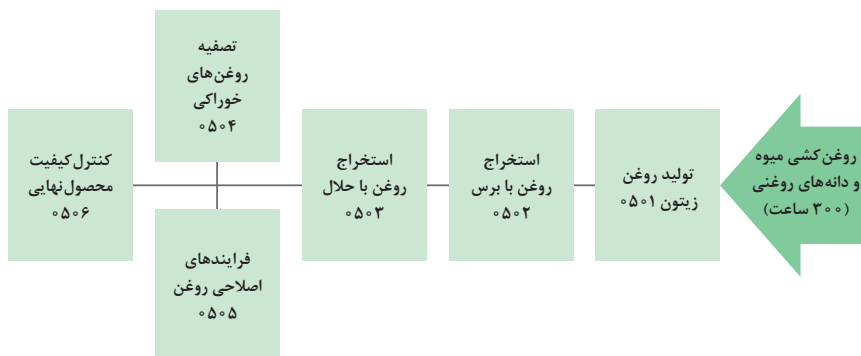 روغن کشی میوه
و دانه‌های روغنی
(۳۰۰ ساعت)
تولید روغن
زیتون ۰۵۰۱
استخراج
روغن با برس
۰۵۰۲
استخراج
روغن با حلال
۰۵۰۳
تصفیه
روغن‌های
خوراکی
۰۵۰۴
فرایندهای
اصلاحی روغن
۰۵۰۵
کنترل کیفیت
محصول نهایی
۰۵۰۶